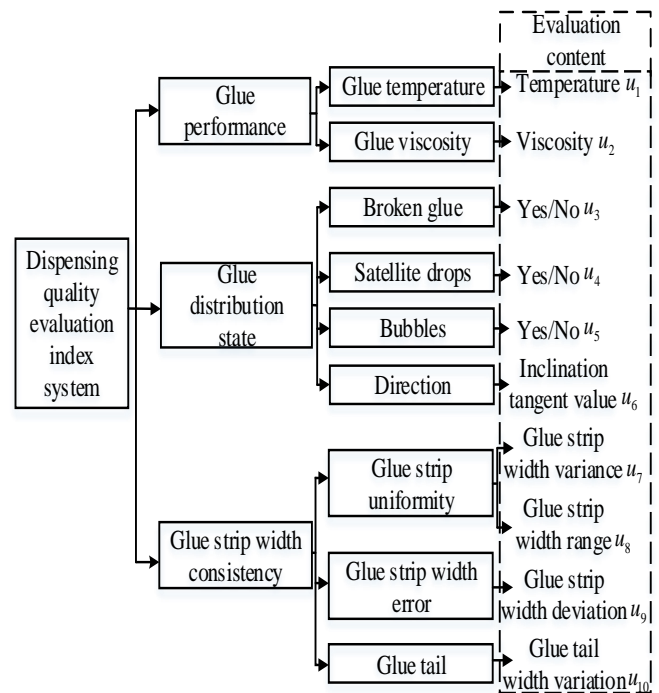 Evaluation
content
Glue
performance
Glue temperature
Temperature u1
Glue viscosity
Viscosity u2
Dispensing
quality
evaluation
index
system
Glue
distribution
state
Broken glue
Yes/No u3
Satellite drops
Yes/No u4
Bubbles
Yes/No u5
Direction
Inclination
tangent value u6
Glue strip width
consistency
Glue strip
uniformity
Glue strip
width variance u7
Glue strip
width range u8
Glue strip width
error
Glue strip
width deviation u9
Glue tail
Glue tail
width variation u10